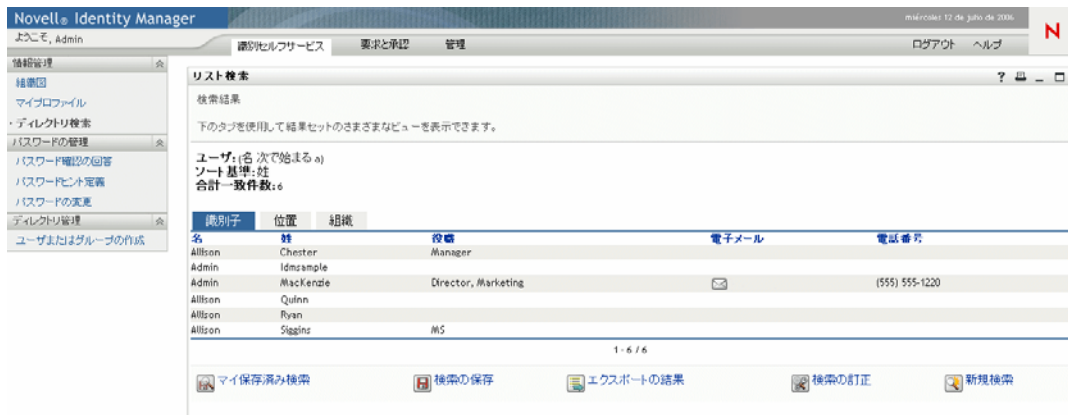 Novell® Identity Manager
miércoles 12 de julio de 2006
ようこそ, Admin
識別セルフサービス 要求と承認 管理 ログアウト ヘルプ
N
情報管理
組織図
マイプロファイル
・ディレクトリ検索
パスワードの管理
パスワード確認の回答
パスワードヒント定義
パスワードの変更
ディレクトリ管理
ユーザまたはグループの作成
リスト検索
検索結果
下のタブを使用して結果セットのさまざまなビューを表示できます。
ユーザ:(名 次で始まる a)
ソート基準:姓
合計一致件数:6
識別子 位置 組織
名 姓 役職 電子メール 電話番号
Allison Chester Manager
Admin Idmsample
Admin MacKenzie Director, Marketing (555) 555-1220
Allison Quinn
Allison Ryan
Allison Siggins MS
1 - 6 / 6
マイ保存済み検索 検索の保存 エクスポートの結果 検索の訂正 新規検索